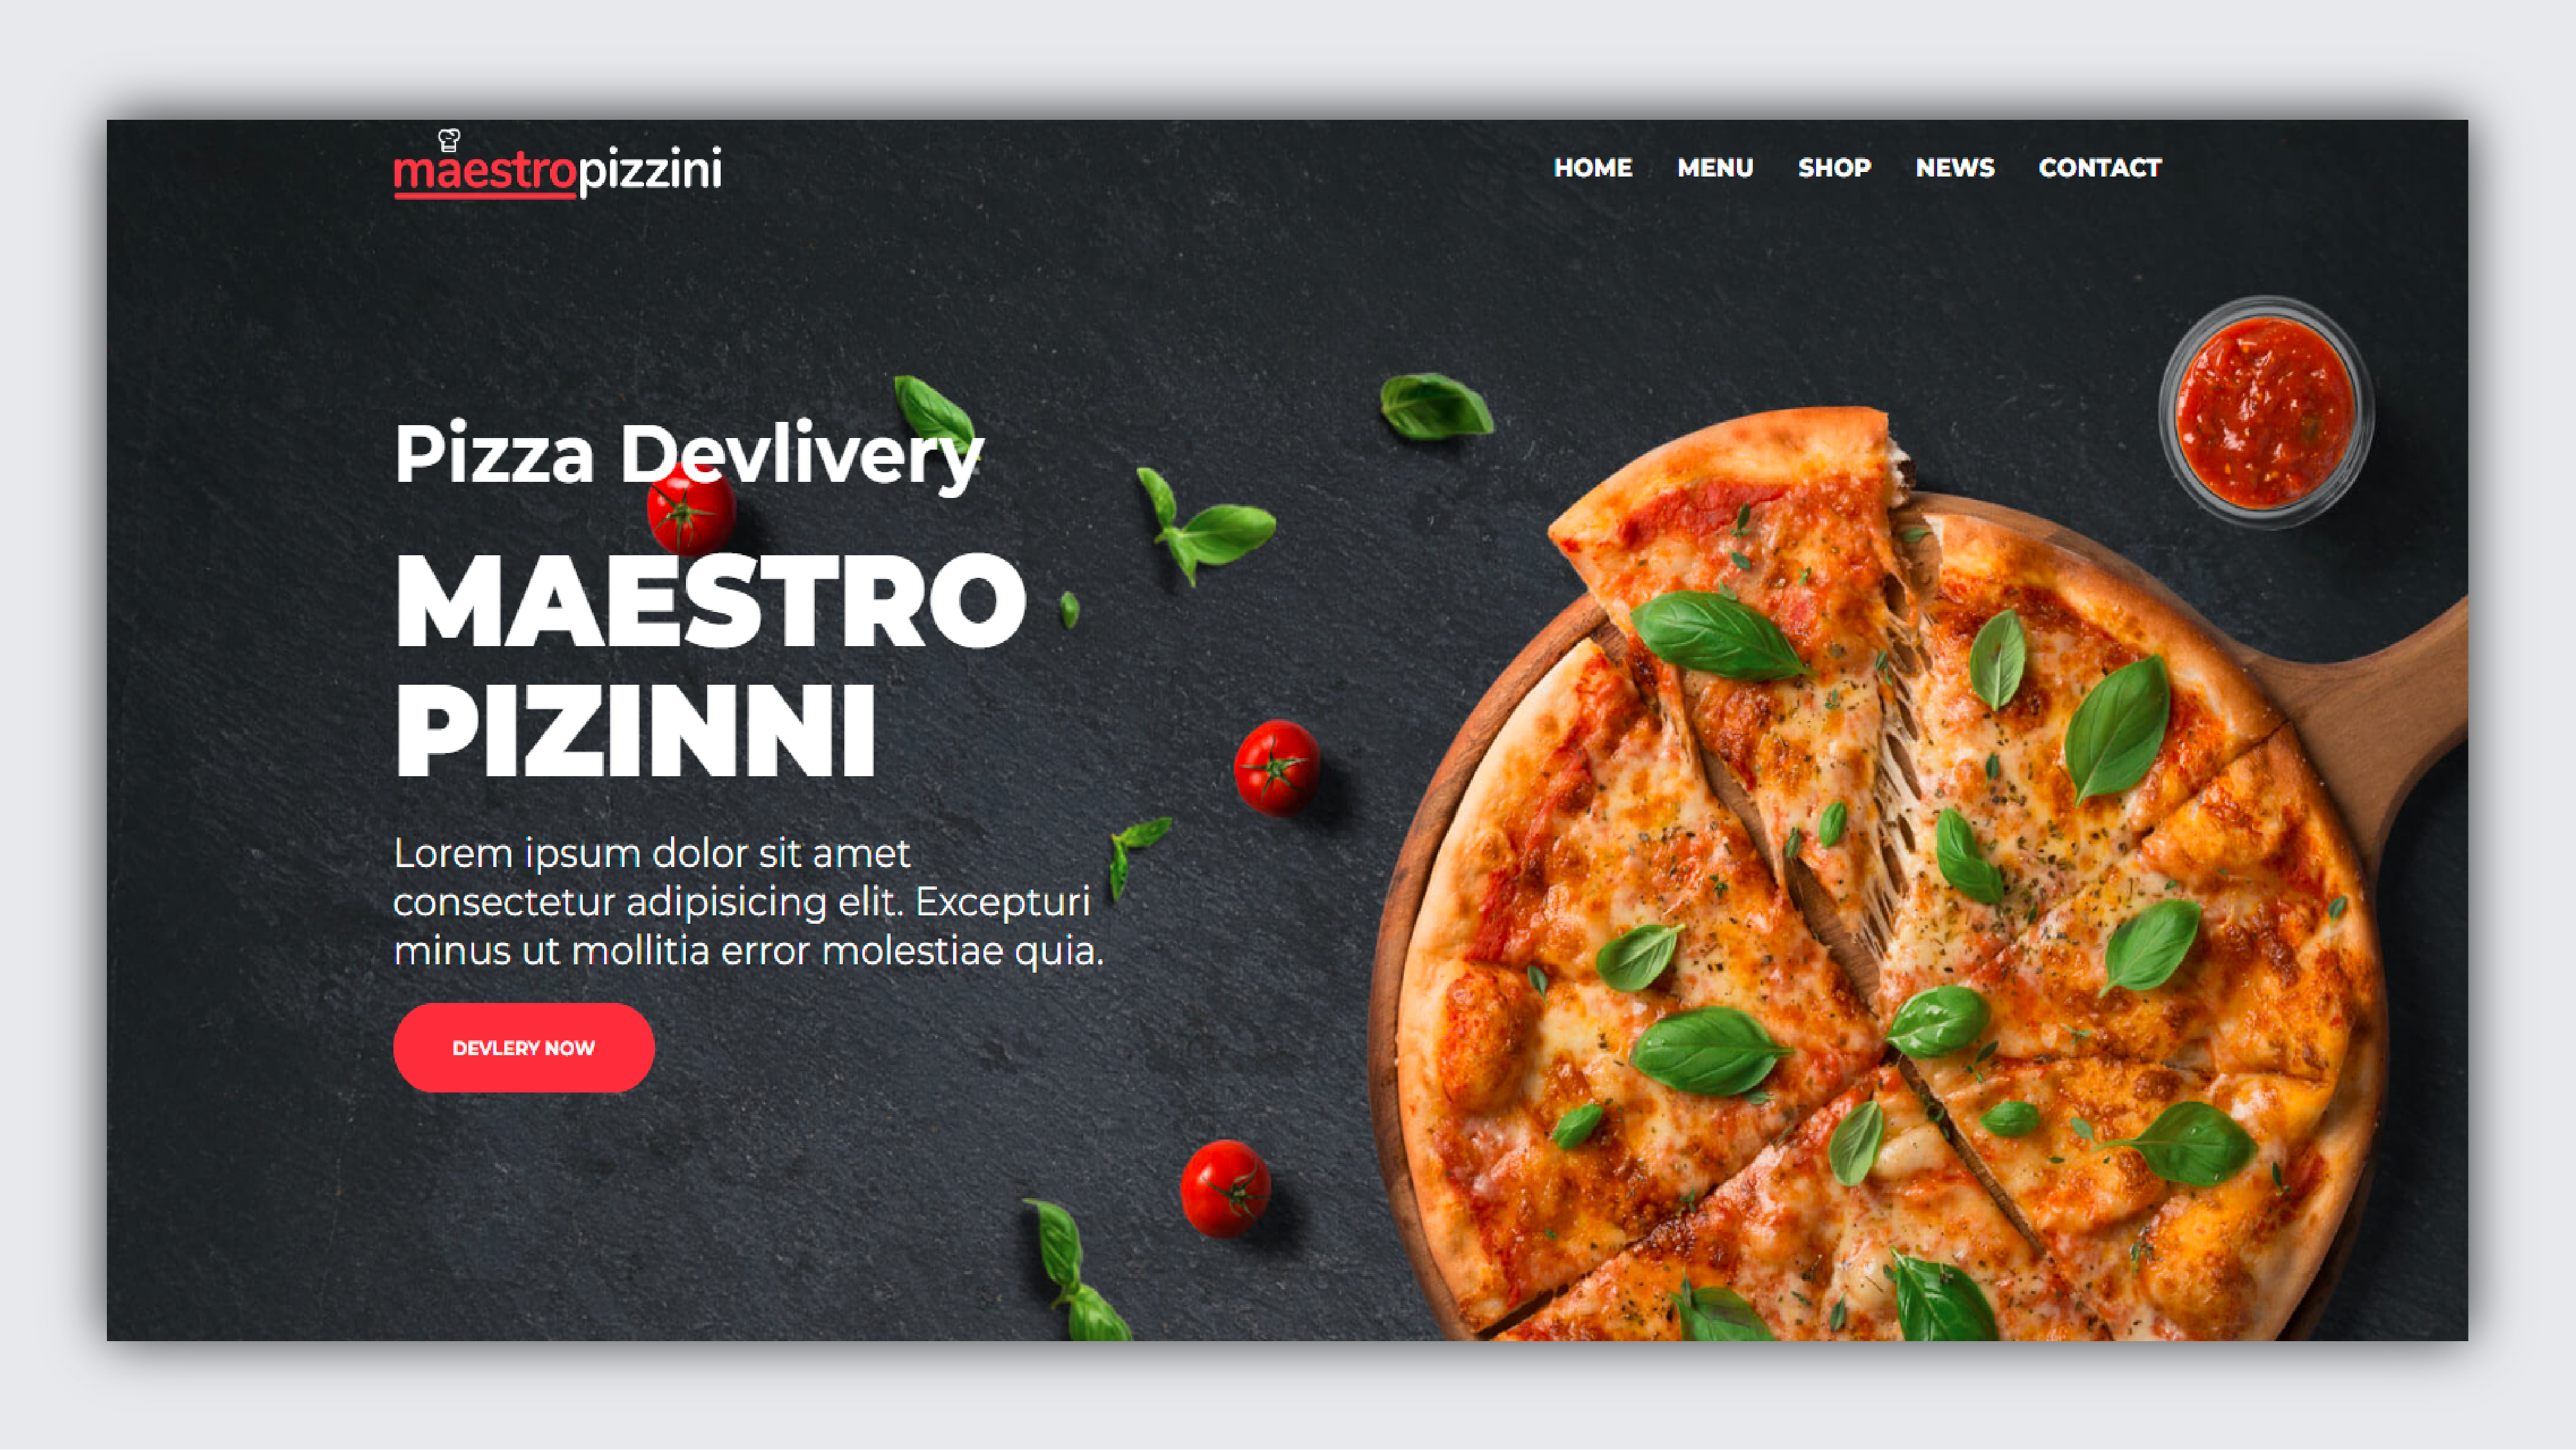 maestropizzini
HOME MENU SHOP NEWS CONTACT
Pizza Devlivery
MAESTRO
PIZINNI
Lorem ipsum dolor sit amet
consectetur adipisicing elit. Excepturi
minus ut mollitia error molestiae quia.
DEVLERY NOW